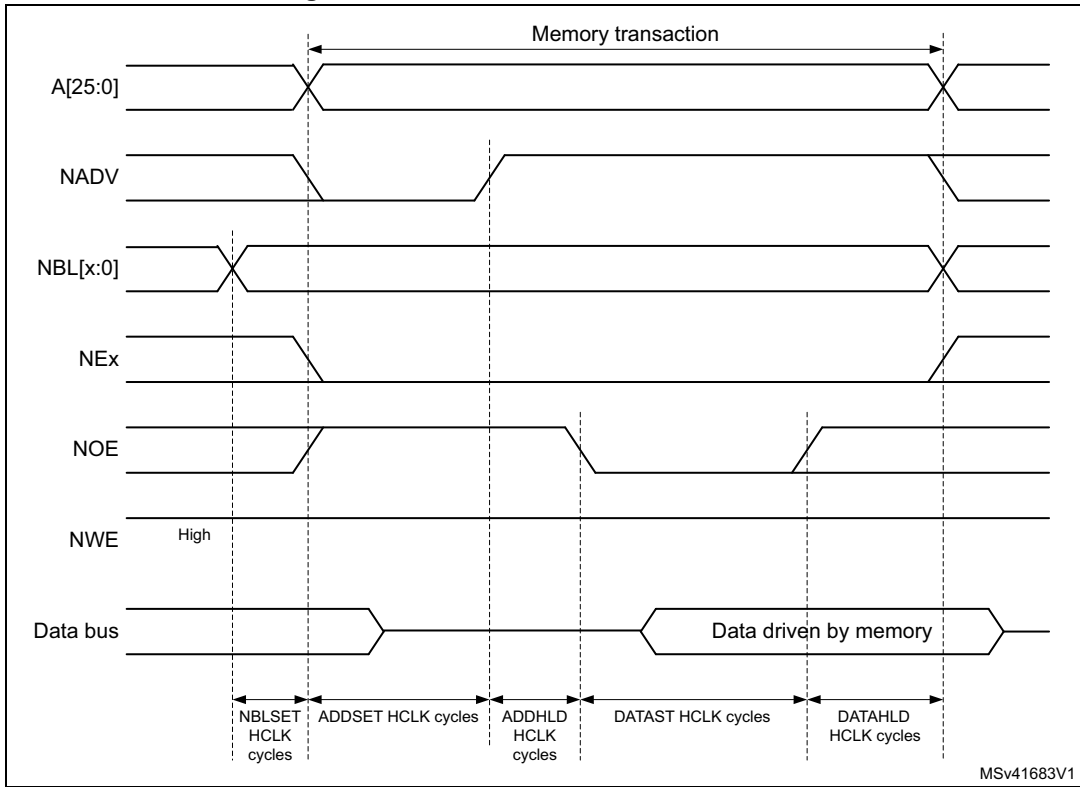 Memory transaction
A[25:0]
NADV
NBL[x:0]
NEx
NOE
NWE
High
Data bus
Data driven by memory
NBLSET
HCLK
cycles
ADDSET HCLK cycles
ADDHLD
HCLK
cycles
DATAST HCLK cycles
DATAHLD
HCLK cycles
MSv41683V1